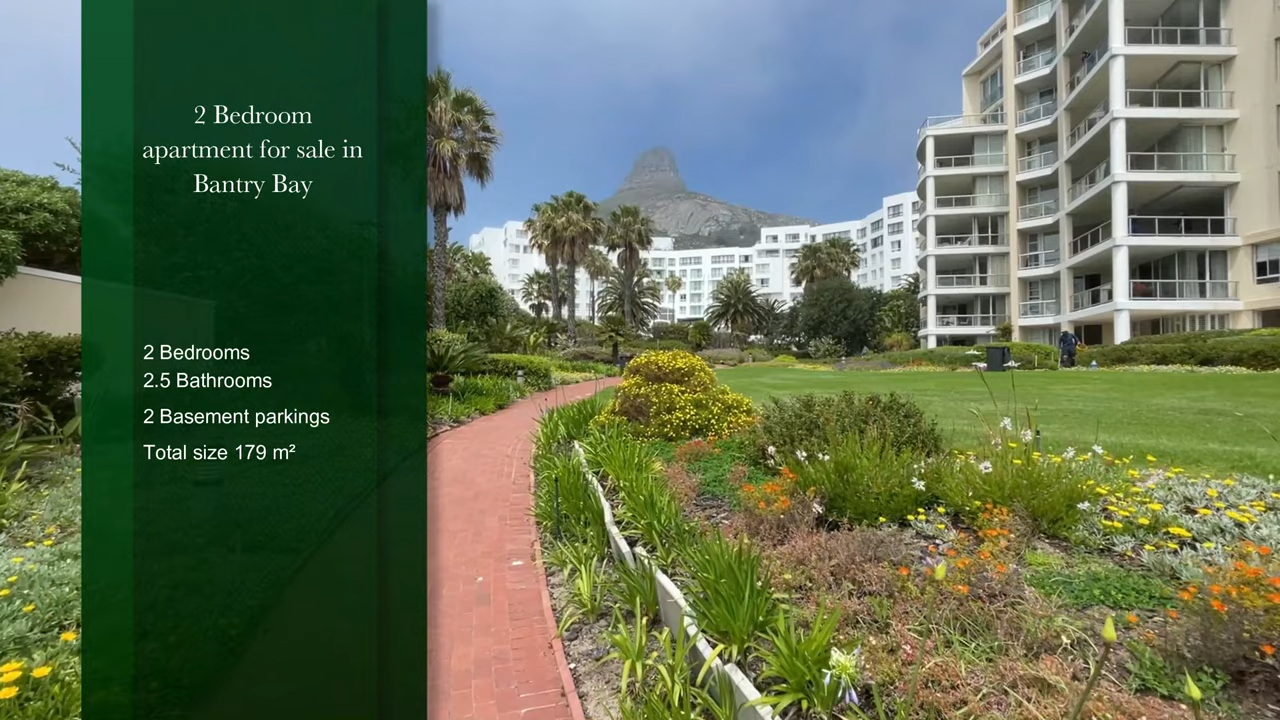 2 Bedroom
apartment for sale in
Bantry Bay
2 Bedrooms
2.5 Bathrooms
2 Basement parkings
Total size 179 m²